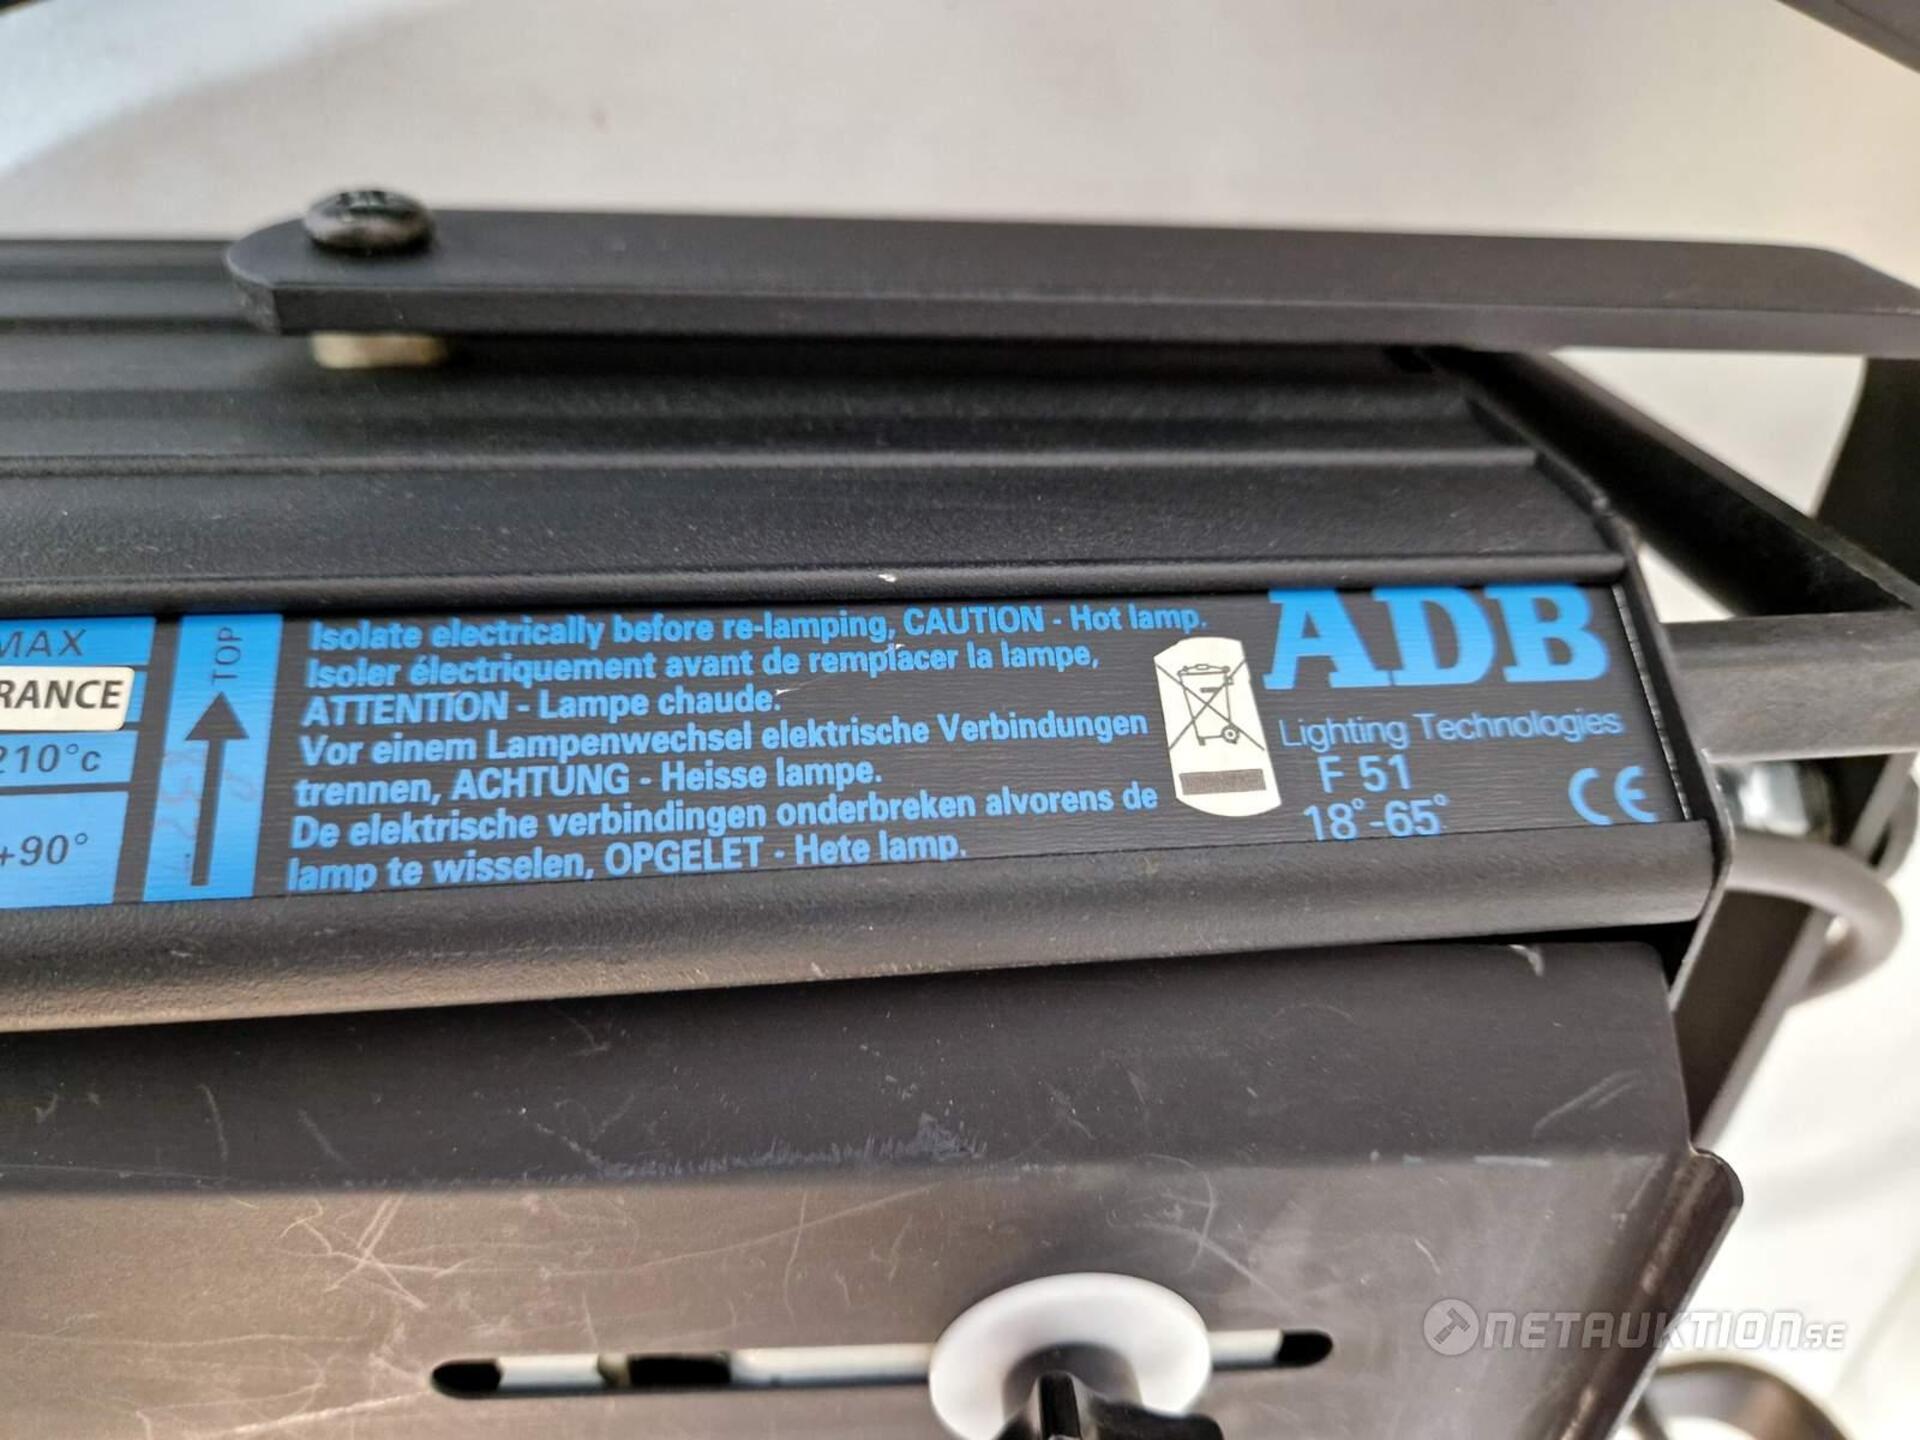 MAX
RANCE
210°c
+90°
TOP
Isolate electrically before re-lamping, CAUTION - Hot lamp.
Isoler électriquement avant de remplacer la lampe,
ATTENTION - Lampe chaude.
Vor einem Lampenwechsel elektrische Verbindungen
trennen, ACHTUNG - Heisse lampe.
De elektrische verbindingen onderbreken alvorens de
lamp te wisselen, OPGELET - Hete lamp.
ADB
Lighting Technologies
F 51
18°-65°
CE
NETAUKTION.SE